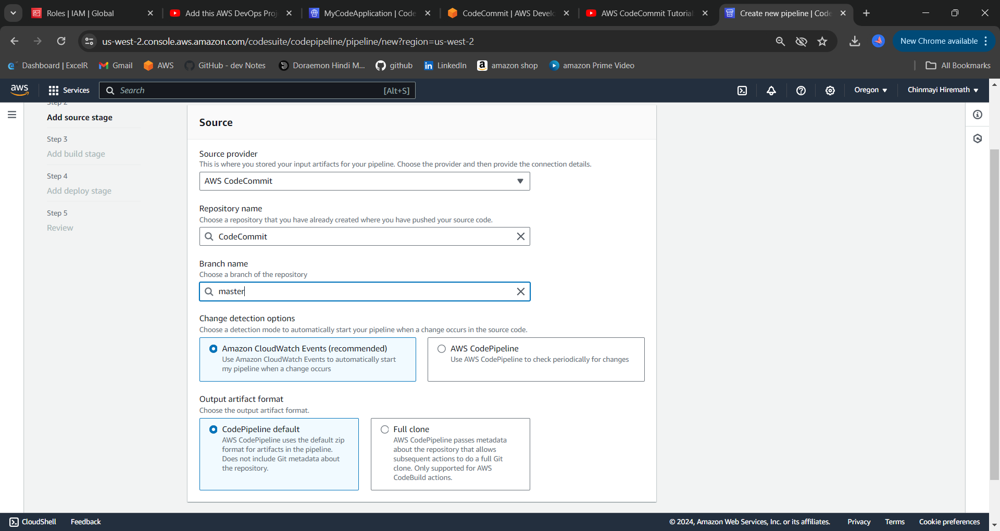 Roles | IAM | Global
Add this AWS DevOps Proj
MyCodeApplication | Code
CodeCommit | AWS Develo
AWS CodeCommit Tutorial
Create new pipeline | Code
us-west-2.console.aws.amazon.com/codesuite/codepipeline/pipeline/new?region=us-west-2
New Chrome available
Dashboard | ExcelR
Gmail
AWS
GitHub - dev Notes
Doraemon Hindi M...
github
LinkedIn
amazon shop
amazon Prime Video
All Bookmarks
aws
Services
Search
[Alt+S]
Oregon
Chinmayi Hiremath
Step 2
Add source stage
Step 3
Add build stage
Step 4
Add deploy stage
Step 5
Review
Source
Source provider
This is where you stored your input artifacts for your pipeline. Choose the provider and then provide the connection details.
AWS CodeCommit
Repository name
Choose a repository that you have already created where you have pushed your source code.
CodeCommit
Branch name
Choose a branch of the repository
master
Change detection options
Choose a detection mode to automatically start your pipeline when a change occurs in the source code.
Amazon CloudWatch Events (recommended)
Use Amazon CloudWatch Events to automatically start
my pipeline when a change occurs
AWS CodePipeline
Use AWS CodePipeline to check periodically for changes
Output artifact format
Choose the output artifact format.
CodePipeline default
AWS CodePipeline uses the default zip
format for artifacts in the pipeline.
Does not include Git metadata about
the repository.
Full clone
AWS CodePipeline passes metadata
about the repository that allows
subsequent actions to do a full Git
clone. Only supported for AWS
CodeBuild actions.
CloudShell
Feedback
© 2024, Amazon Web Services, Inc. or its affiliates.
Privacy
Terms
Cookie preferences